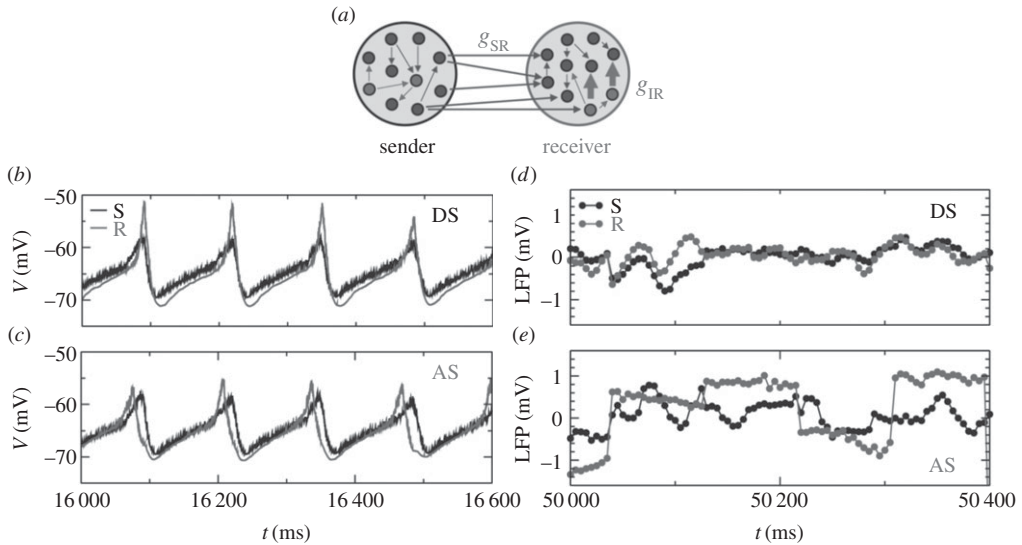 (a)
g_SR
g_IR
sender
receiver
(b)
−50
−60
−70
V (mV)
S
R
DS
(c)
−50
−60
−70
V (mV)
AS
16 000
16 200
16 400
16 600
t (ms)
(d)
1
0
−1
LFP (mV)
S
R
DS
(e)
1
0
−1
LFP (mV)
AS
50 000
50 200
50 400
t (ms)